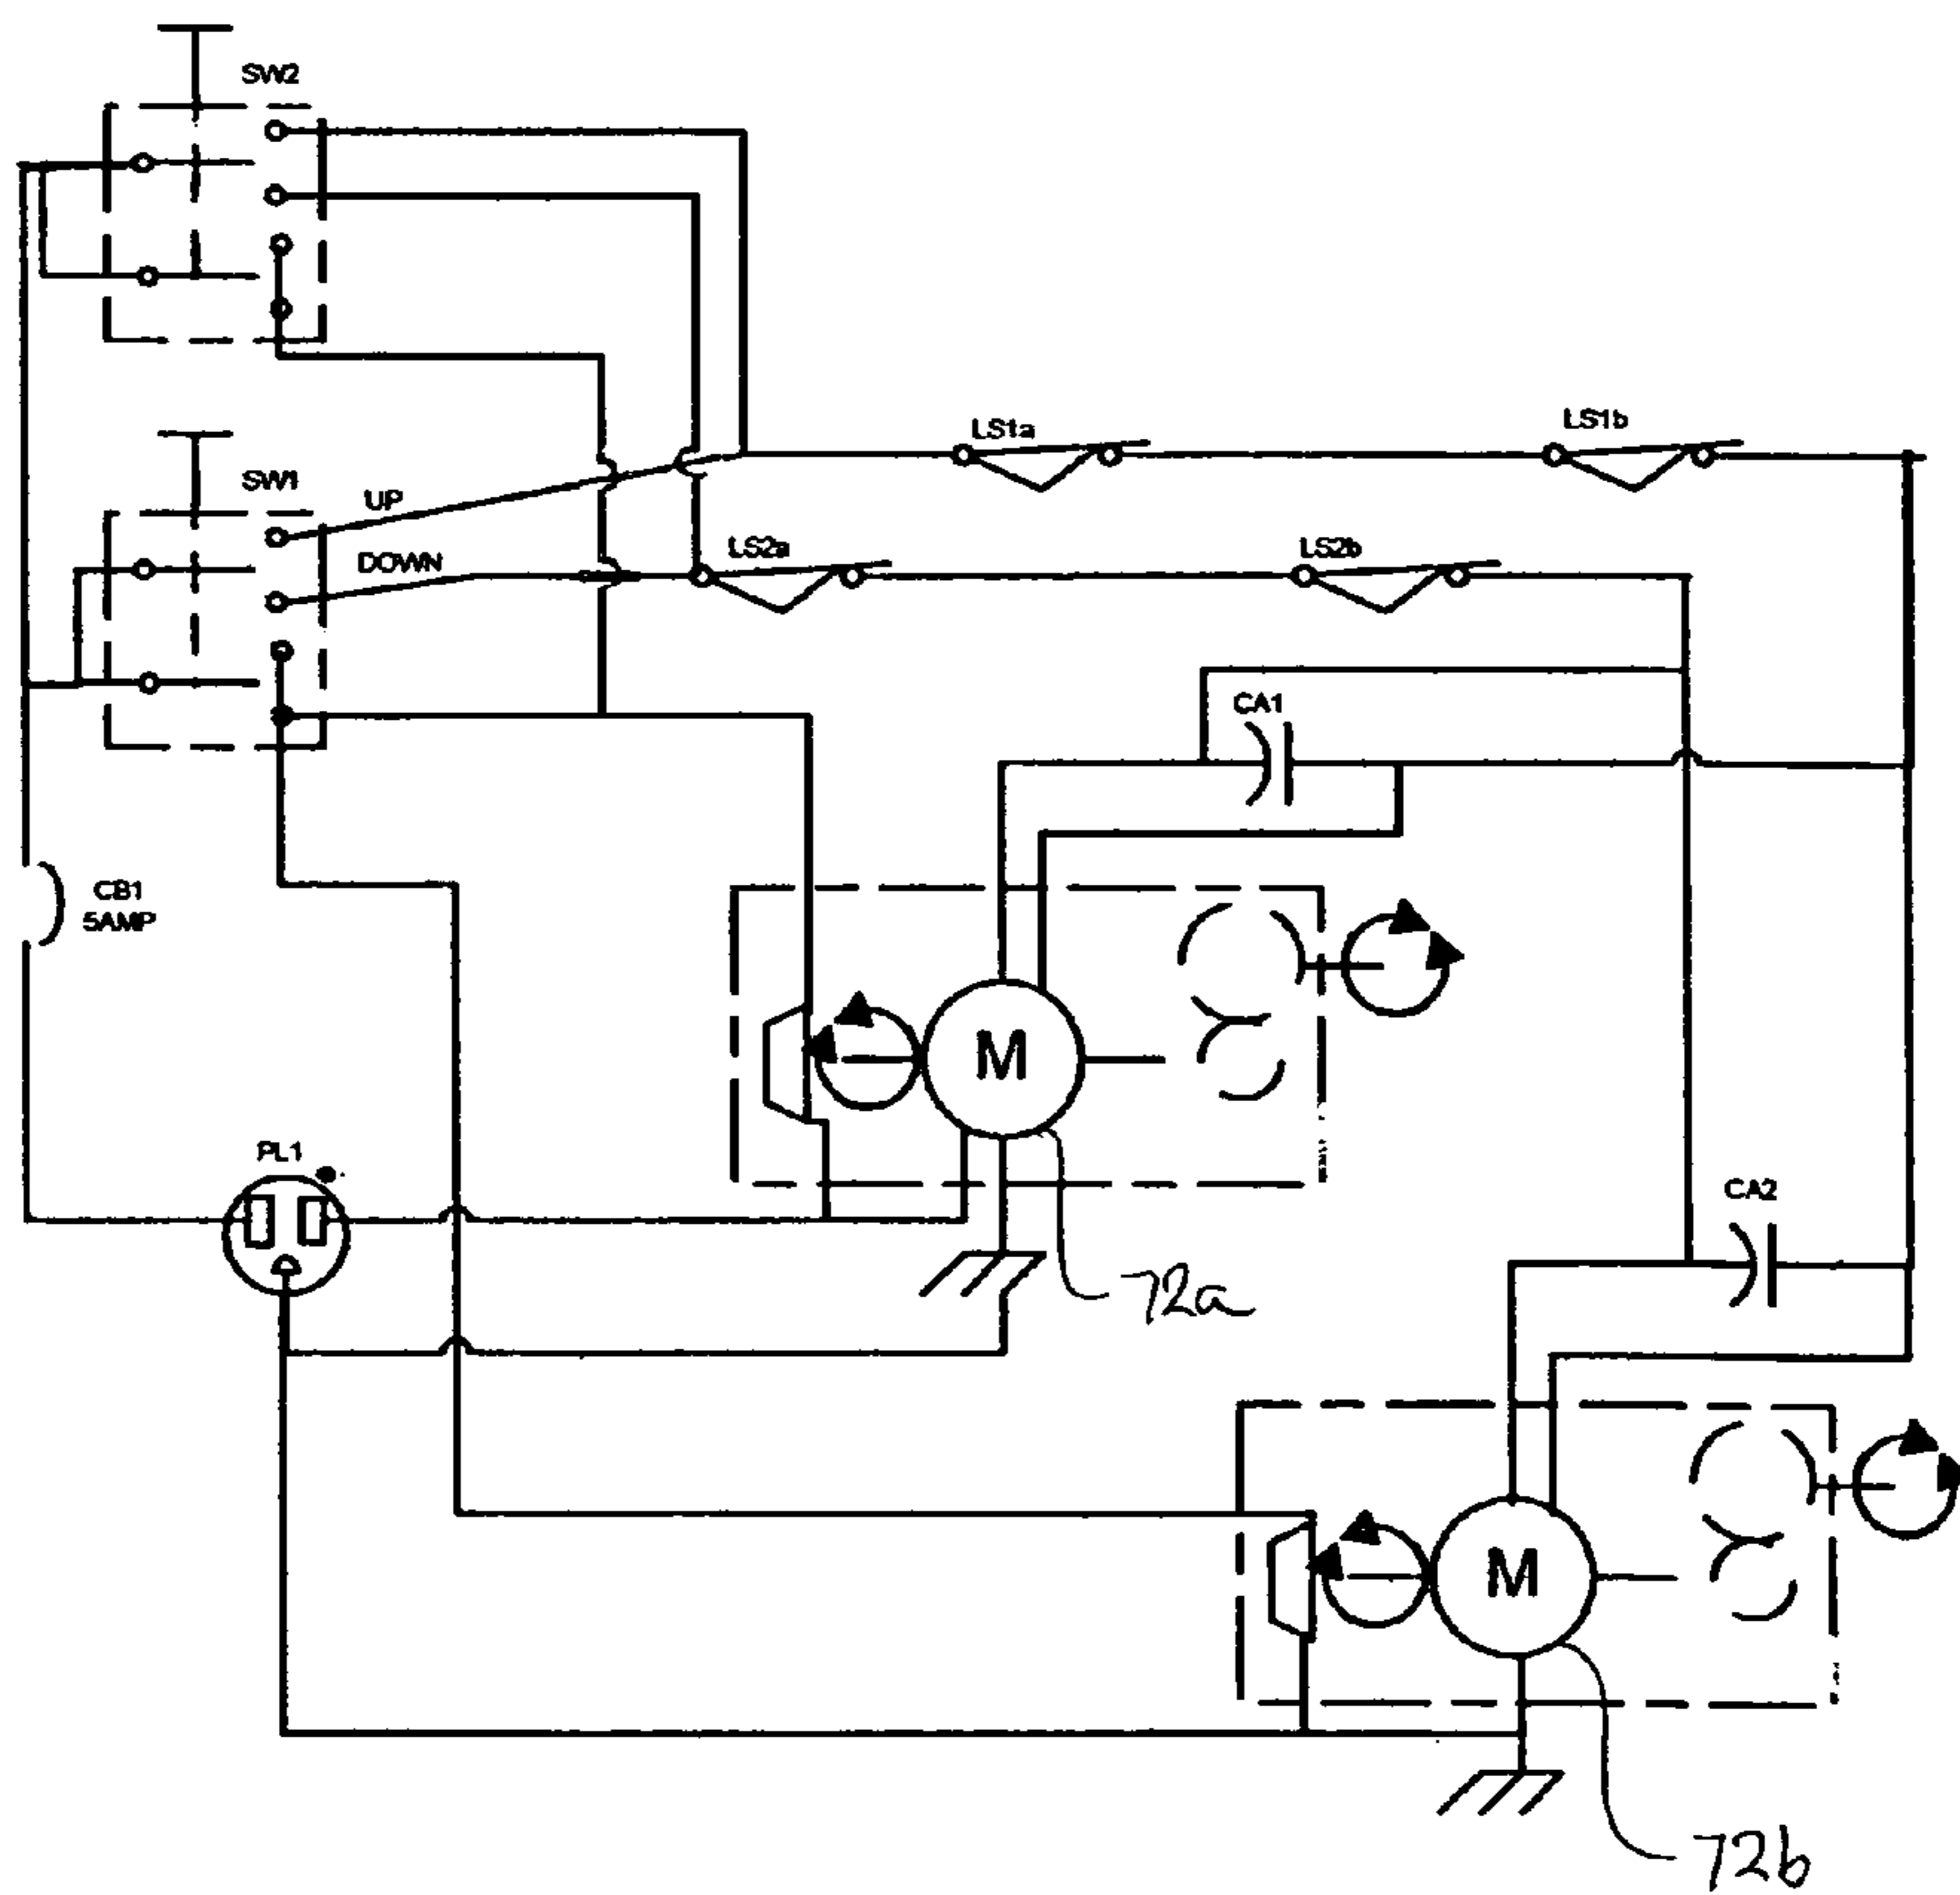 SW2
LS1a
LS1b
SW1
UP
DOWN
LS2a
LS2b
CA1
CB1
5AMP
M
PL1
CA2
72a
M
72b